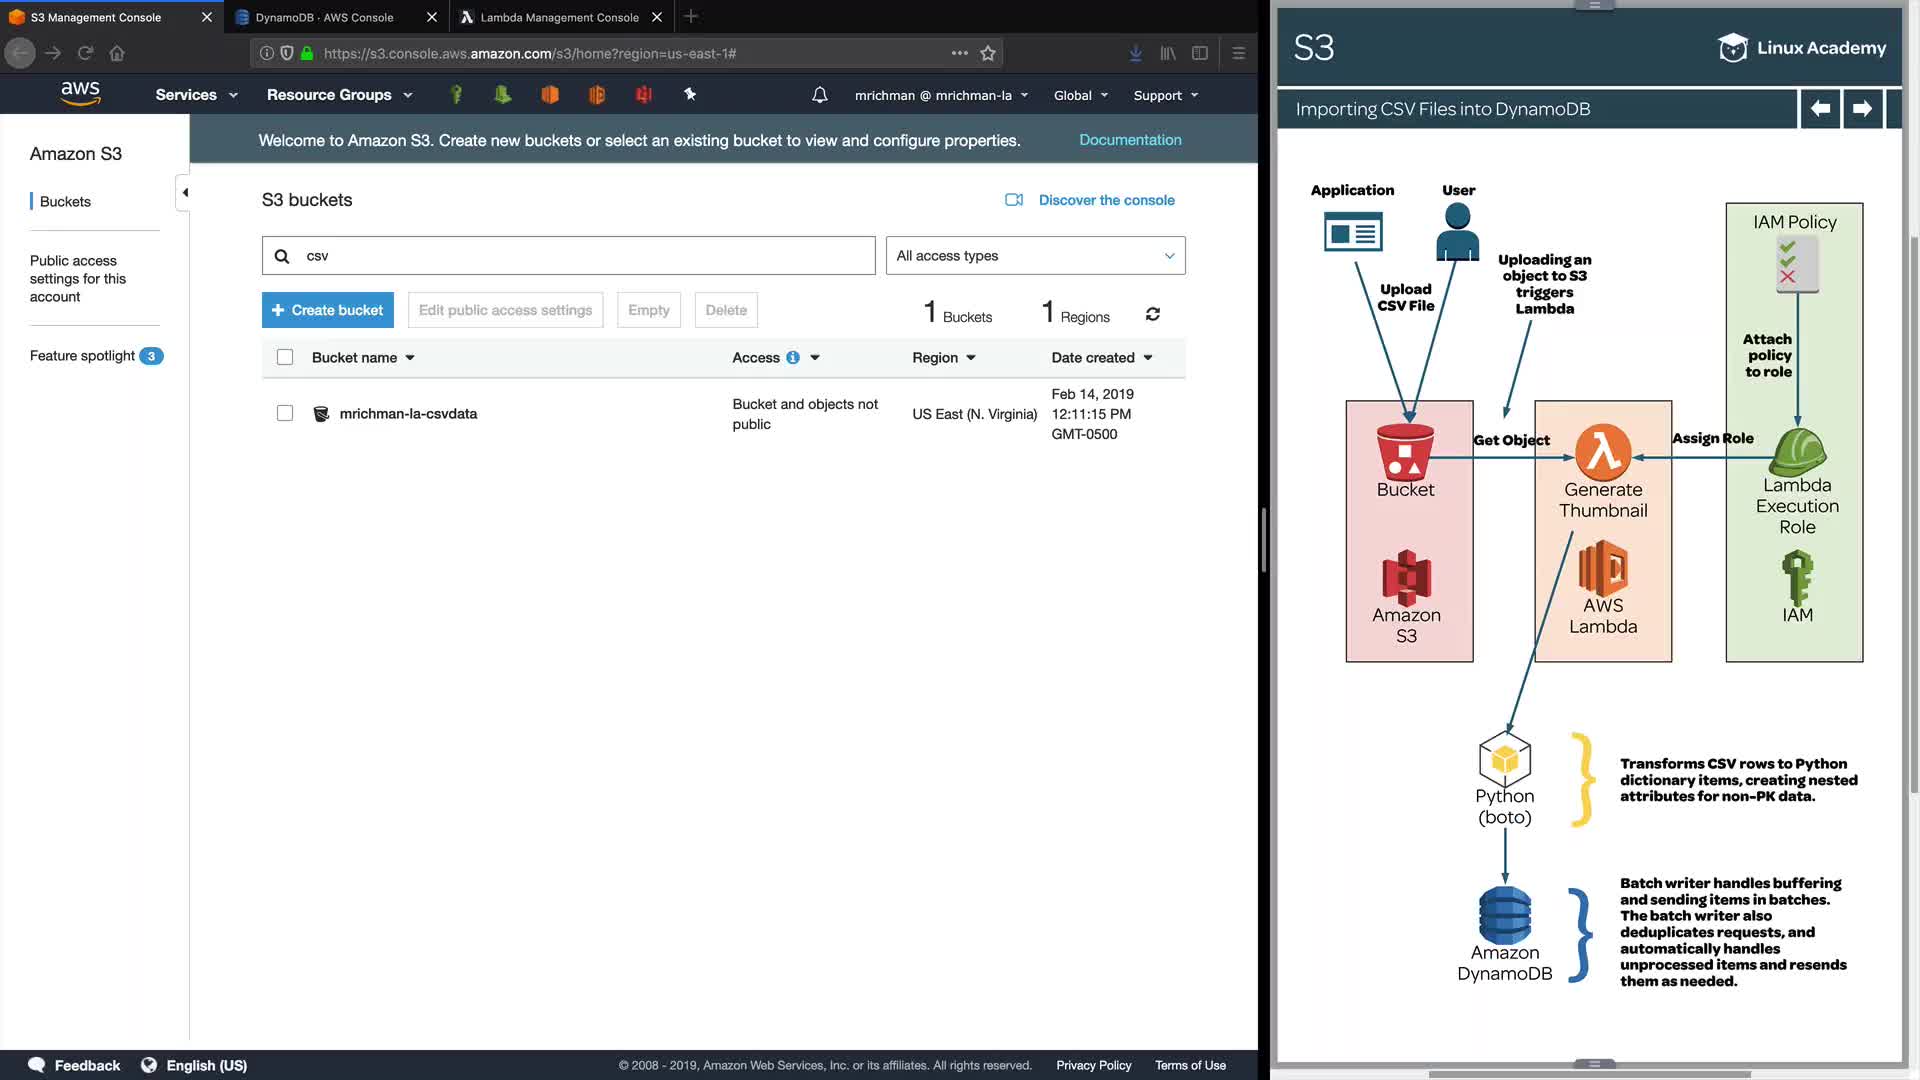 S3 Management Console
DynamoDB · AWS Console
Lambda Management Console
https://s3.console.aws.amazon.com/s3/home?region=us-east-1#
aws
Services
Resource Groups
mrichman @ mrichman-la
Global
Support
Amazon S3
Buckets
Public access
settings for this
account
Feature spotlight 3
Welcome to Amazon S3. Create new buckets or select an existing bucket to view and configure properties.
Documentation
S3 buckets
Discover the console
csv
All access types
+ Create bucket
Edit public access settings
Empty
Delete
1 Buckets
1 Regions
Bucket name
Access
Region
Date created
mrichman-la-csvdata
Bucket and objects not
public
US East (N. Virginia)
Feb 14, 2019
12:11:15 PM
GMT-0500
Feedback
English (US)
© 2008 - 2019, Amazon Web Services, Inc. or its affiliates. All rights reserved.
Privacy Policy
Terms of Use
S3
Linux Academy
Importing CSV Files into DynamoDB
Application
User
Upload
CSV File
Uploading an
object to S3
triggers
Lambda
IAM Policy
Attach
policy
to role
Get Object
Assign Role
Bucket
Generate
Thumbnail
Lambda
Execution
Role
Amazon
S3
AWS
Lambda
IAM
Python
(boto)
Transforms CSV rows to Python
dictionary items, creating nested
attributes for non-PK data.
Amazon
DynamoDB
Batch writer handles buffering
and sending items in batches.
The batch writer also
deduplicates requests, and
automatically handles
unprocessed items and resends
them as needed.